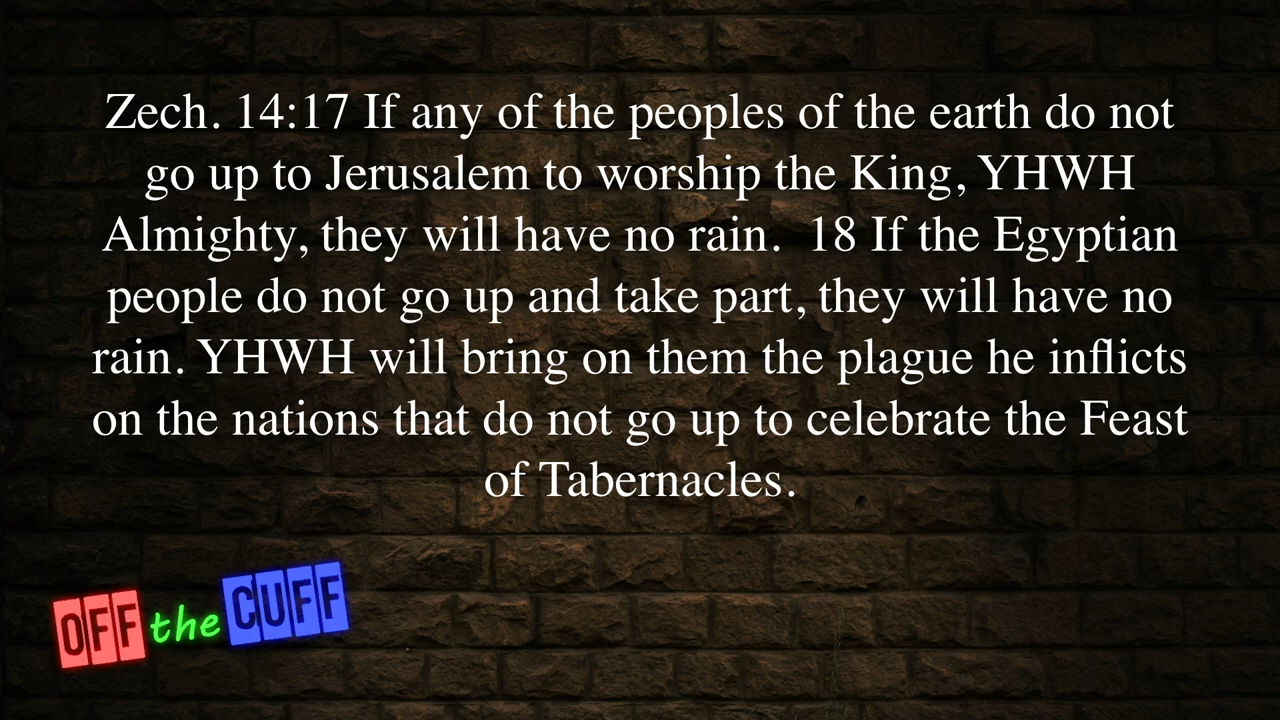 Zech. 14:17 If any of the peoples of the earth do not
go up to Jerusalem to worship the King, YHWH
Almighty, they will have no rain.  18 If the Egyptian
people do not go up and take part, they will have no
rain. YHWH will bring on them the plague he inflicts
on the nations that do not go up to celebrate the Feast
of Tabernacles.
OFF the CUFF